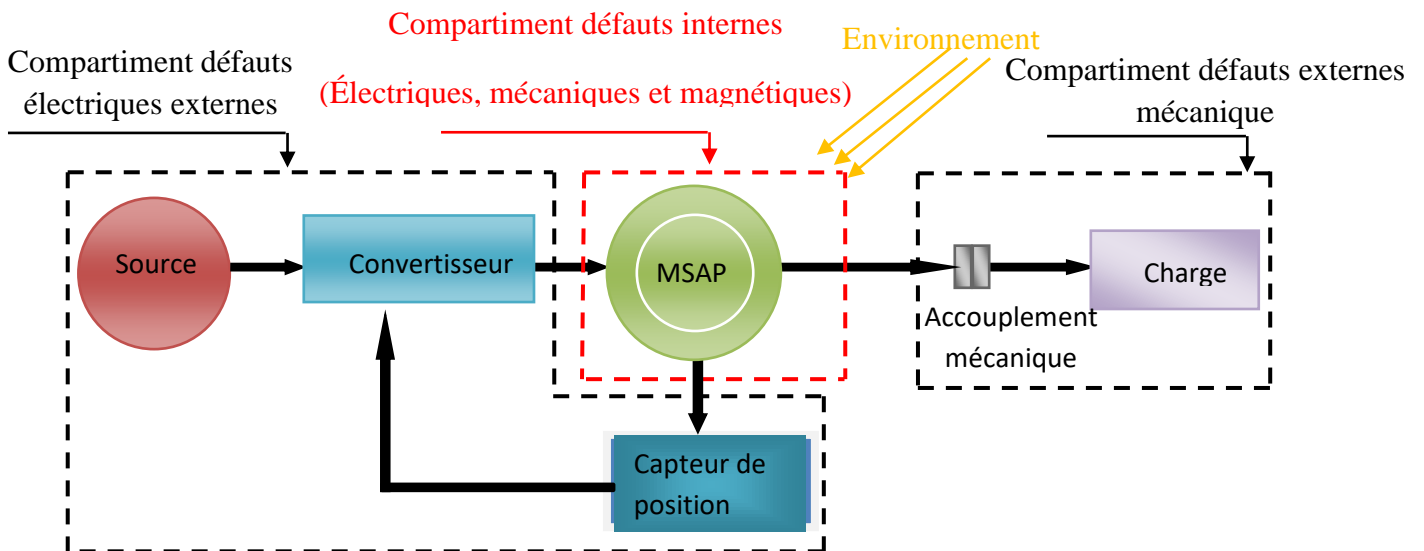 Compartiment défauts internes
(Électriques, mécaniques et magnétiques)
Environnement
Compartiment défauts
électriques externes
Compartiment défauts externes
mécanique
Source
Convertisseur
MSAP
Charge
Accouplement
mécanique
Capteur de
position